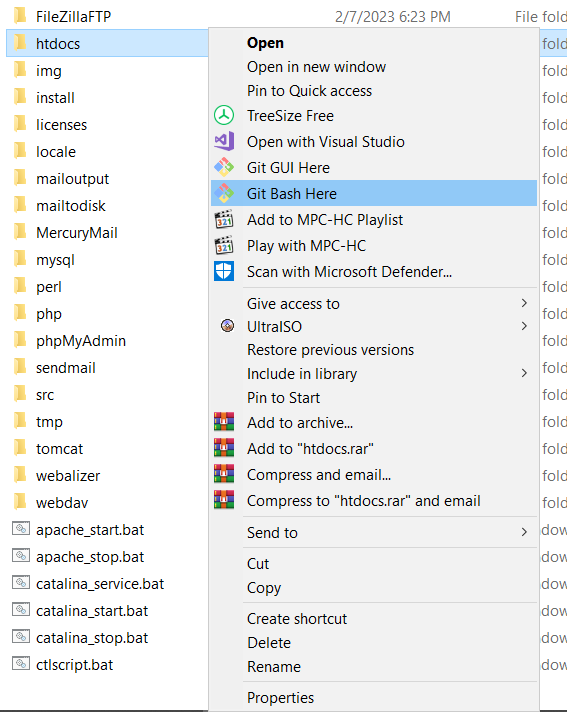 FileZillaFTP 2/7/2023 6:23 PM File fold
htdocs fold
img fold
install fold
licenses fold
locale fold
mailoutput fold
mailtodisk fold
MercuryMail fold
mysql fold
perl fold
php fold
phpMyAdmin fold
sendmail fold
src fold
tmp fold
tomcat fold
webalizer fold
webdav fold
apache_start.bat dow
apache_stop.bat dow
catalina_service.bat dow
catalina_start.bat dow
catalina_stop.bat dow
ctlscript.bat dow
Open
Open in new window
Pin to Quick access
TreeSize Free
Open with Visual Studio
Git GUI Here
Git Bash Here
321 Add to MPC-HC Playlist
321 Play with MPC-HC
Scan with Microsoft Defender...
Give access to
UltraISO
Restore previous versions
Include in library
Pin to Start
Add to archive...
Add to "htdocs.rar"
Compress and email...
Compress to "htdocs.rar" and email
Send to
Cut
Copy
Create shortcut
Delete
Rename
Properties